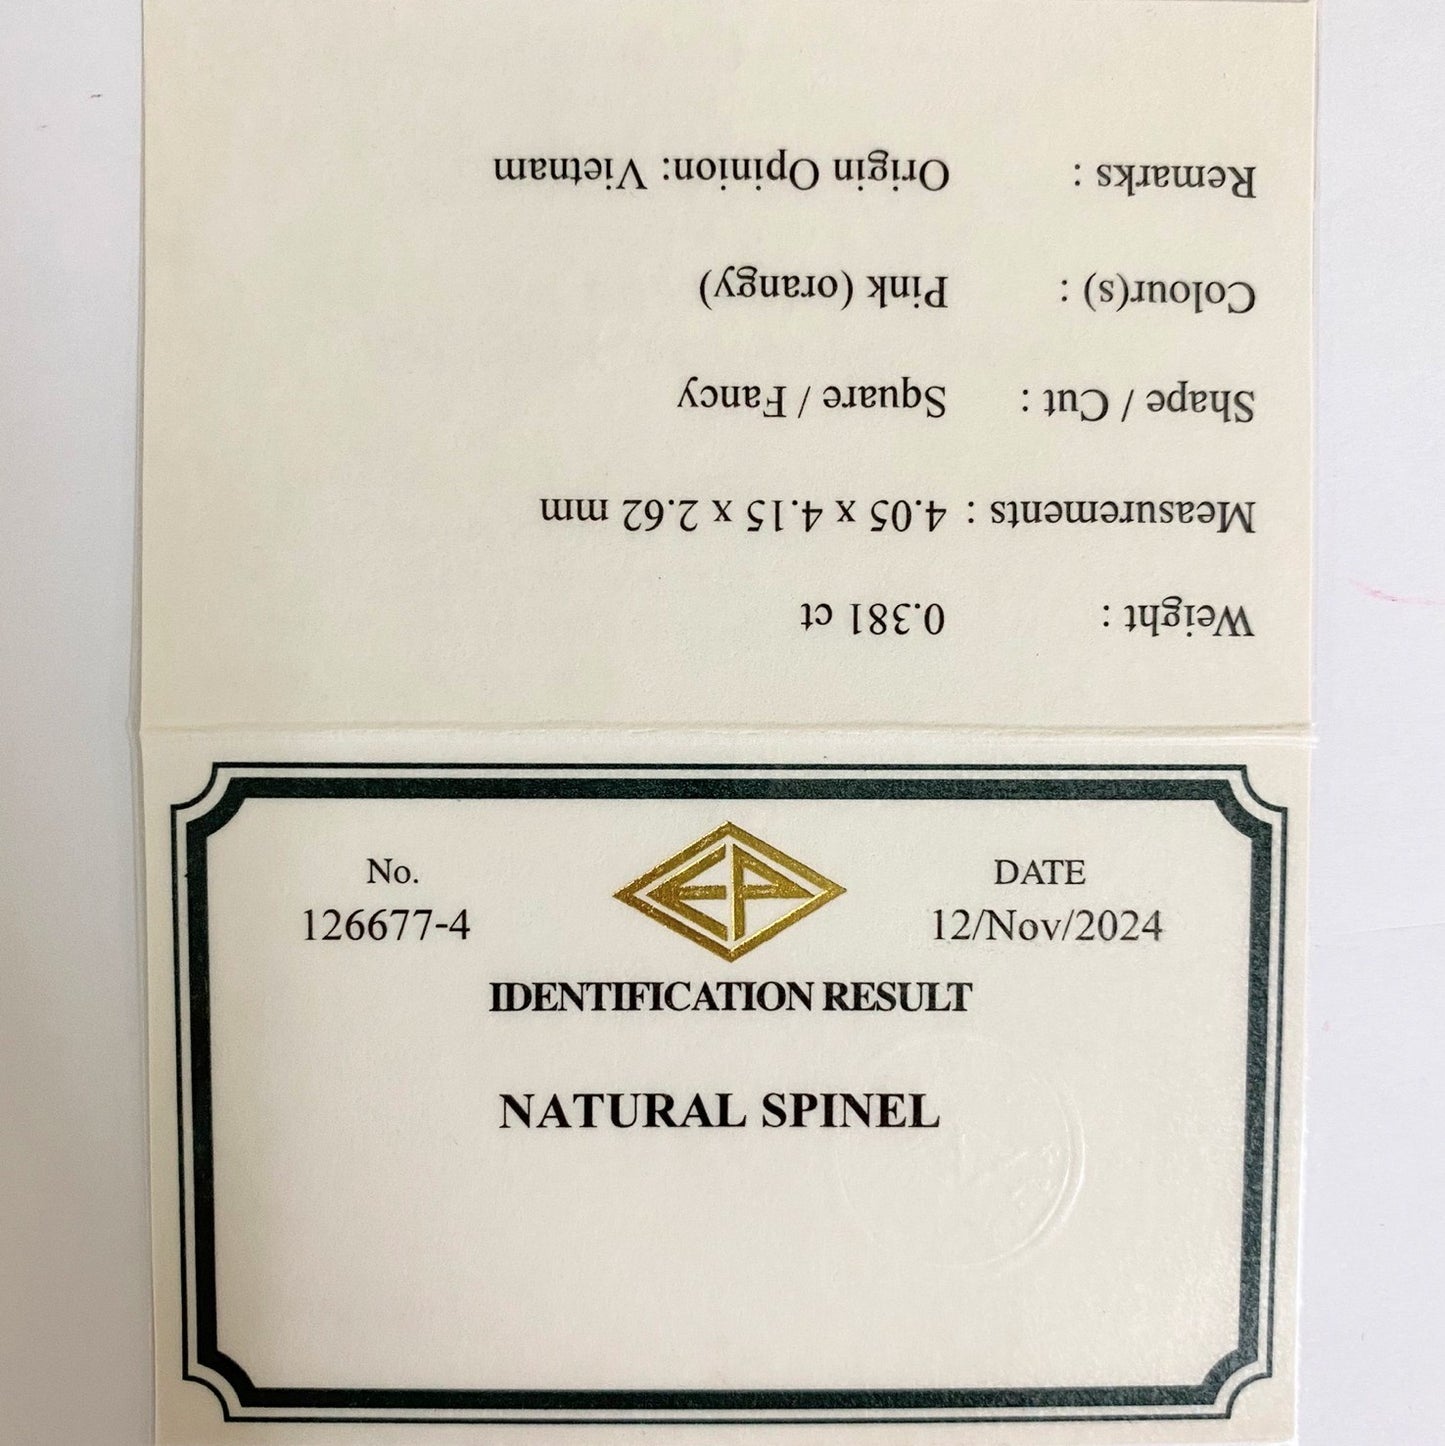 Weight : 0.381 ct
Measurements : 4.05 x 4.15 x 2.62 mm
Shape / Cut : Square / Fancy
Colour(s) : Pink (orangy)
Remarks : Origin Opinion: Vietnam
No. DATE
126677-4 12/Nov/2024
EP
IDENTIFICATION RESULT
NATURAL SPINEL